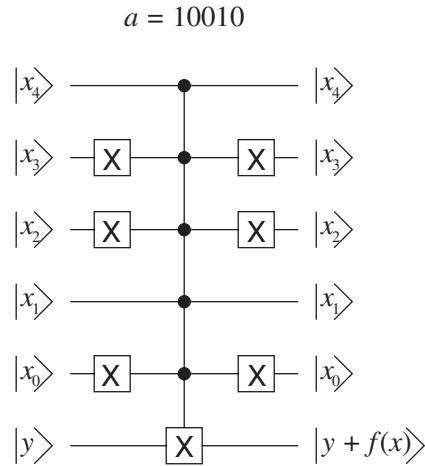 a = 10010
|x₄⟩ |x₄⟩
|x₃⟩ X X |x₃⟩
|x₂⟩ X X |x₂⟩
|x₁⟩ |x₁⟩
|x₀⟩ X X |x₀⟩
|y⟩ X |y + f(x)⟩